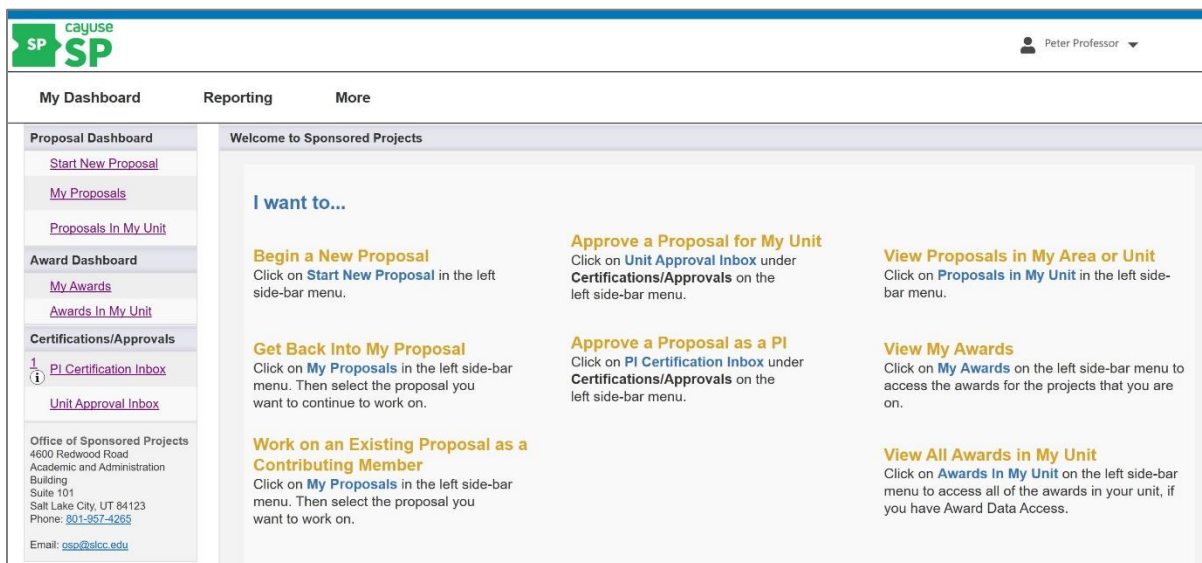 SP
cayuse
SP
Peter Professor
My Dashboard
Reporting
More
Proposal Dashboard
Start New Proposal
My Proposals
Proposals In My Unit
Award Dashboard
My Awards
Awards In My Unit
Certifications/Approvals
1
i
PI Certification Inbox
Unit Approval Inbox
Office of Sponsored Projects
4600 Redwood Road
Academic and Administration
Building
Suite 101
Salt Lake City, UT 84123
Phone: 801-957-4265
Email: osp@slcc.edu
Welcome to Sponsored Projects
I want to...
Begin a New Proposal
Click on Start New Proposal in the left
side-bar menu.
Get Back Into My Proposal
Click on My Proposals in the left side-bar
menu. Then select the proposal you
want to continue to work on.
Work on an Existing Proposal as a
Contributing Member
Click on My Proposals in the left side-bar
menu. Then select the proposal you
want to work on.
Approve a Proposal for My Unit
Click on Unit Approval Inbox under
Certifications/Approvals on the
left side-bar menu.
Approve a Proposal as a PI
Click on PI Certification Inbox under
Certifications/Approvals on the
left side-bar menu.
View Proposals in My Area or Unit
Click on Proposals in My Unit in the left side-
bar menu.
View My Awards
Click on My Awards on the left side-bar menu to
access the awards for the projects that you are
on.
View All Awards in My Unit
Click on Awards In My Unit on the left side-bar
menu to access all of the awards in your unit, if
you have Award Data Access.